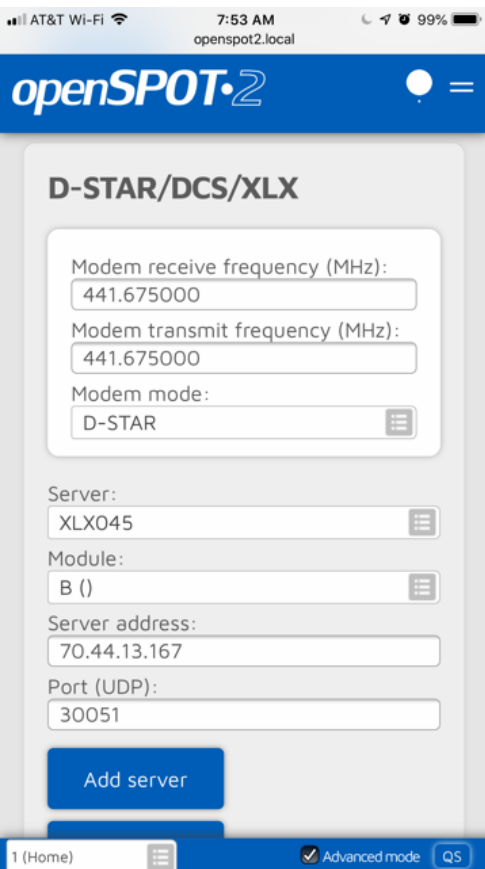 AT&T Wi-Fi 7:53 AM 99%
openspot2.local
openSPOT•2
D-STAR/DCS/XLX
Modem receive frequency (MHz):
441.675000
Modem transmit frequency (MHz):
441.675000
Modem mode:
D-STAR
Server:
XLX045
Module:
B ()
Server address:
70.44.13.167
Port (UDP):
30051
Add server
1 (Home) Advanced mode QS